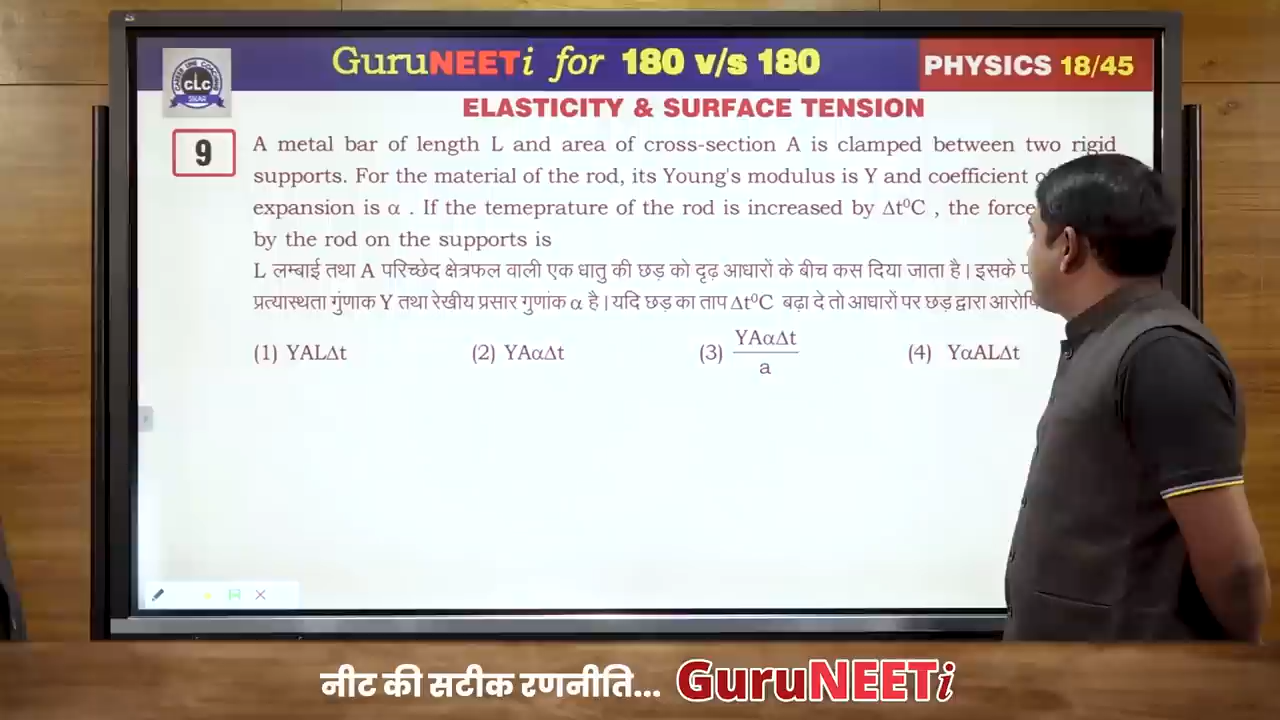 GuruNEETi for 180 v/s 180
PHYSICS 18/45
CLC
SIKAR
ELASTICITY & SURFACE TENSION
9
A metal bar of length L and area of cross-section A is clamped between two rigid
supports. For the material of the rod, its Young's modulus is Y and coefficient
expansion is α . If the temeprature of the rod is increased by Δt⁰C , the force
by the rod on the supports is
L लम्बाई तथा A परिच्छेद क्षेत्रफल वाली एक धातु की छड़ को दृढ़ आधारों के बीच कस दिया जाता है। इसके
प्रत्यास्थता गुंणाक Y तथा रेखीय प्रसार गुणांक α है। यदि छड़ का ताप Δt⁰C बढ़ा दे तो आधारों पर छड़ द्वारा
(1) YALΔt (2) YAαΔt (3) YAαΔt/a (4) YαALΔt
नीट की सटीक रणनीति... GuruNEETi